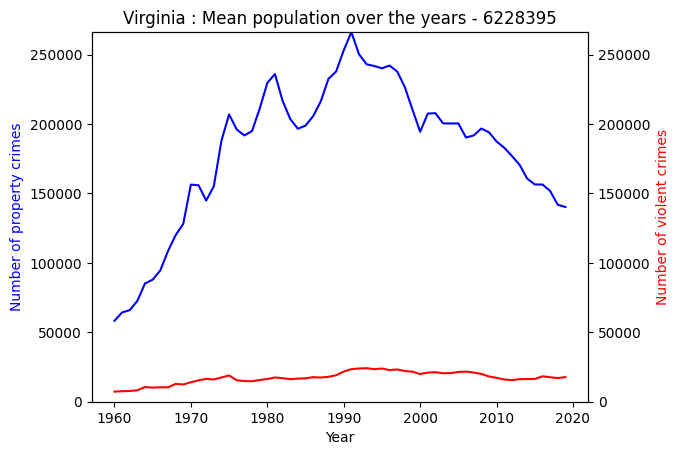 Virginia : Mean population over the years - 6228395
Number of property crimes
250000
200000
150000
100000
50000
0
250000
200000
150000
100000
50000
0
Number of violent crimes
1960 1970 1980 1990 2000 2010 2020
Year